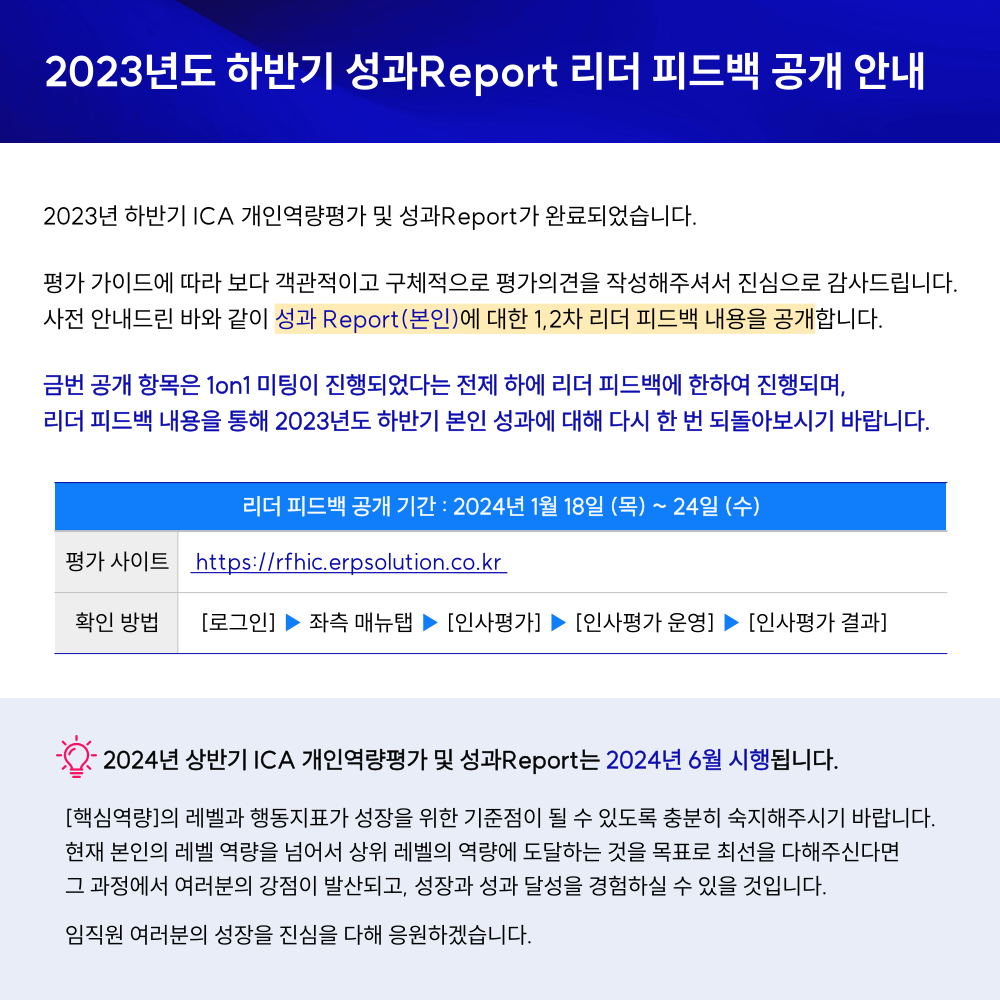 2023년도 하반기 성과Report 리더 피드백 공개 안내
2023년 하반기 ICA 개인역량평가 및 성과Report가 완료되었습니다.
평가 가이드에 따라 보다 객관적이고 구체적으로 평가의견을 작성해주셔서 진심으로 감사드립니다.
사전 안내드린 바와 같이 성과 Report(본인)에 대한 1,2차 리더 피드백 내용을 공개합니다.
금번 공개 항목은 1on1 미팅이 진행되었다는 전제 하에 리더 피드백에 한하여 진행되며,
리더 피드백 내용을 통해 2023년도 하반기 본인 성과에 대해 다시 한 번 되돌아보시기 바랍니다.
리더 피드백 공개 기간 : 2024년 1월 18일 (목) ~ 24일 (수)
평가 사이트 https://rfhic.erpsolution.co.kr
확인 방법 [로그인] ▶ 좌측 매뉴탭 ▶ [인사평가] ▶ [인사평가 운영] ▶ [인사평가 결과]
2024년 상반기 ICA 개인역량평가 및 성과Report는 2024년 6월 시행됩니다.
[핵심역량]의 레벨과 행동지표가 성장을 위한 기준점이 될 수 있도록 충분히 숙지해주시기 바랍니다.
현재 본인의 레벨 역량을 넘어서 상위 레벨의 역량에 도달하는 것을 목표로 최선을 다해주신다면
그 과정에서 여러분의 강점이 발산되고, 성장과 성과 달성을 경험하실 수 있을 것입니다.
임직원 여러분의 성장을 진심을 다해 응원하겠습니다.